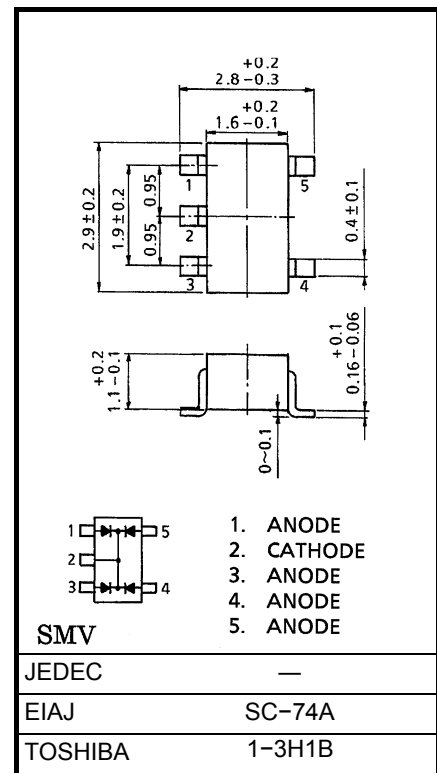 +0.2
2.8−0.3
+0.2
1.6−0.1
2.9±0.2
1.9±0.2
0.95
0.95
1
2
3
5
4
0.4±0.1
+0.2
1.1−0.1
+0.1
0.16−0.06
0~0.1
1
2
3
5
4
1. ANODE
2. CATHODE
3. ANODE
4. ANODE
5. ANODE
SMV
JEDEC —
EIAJ SC−74A
TOSHIBA 1−3H1B